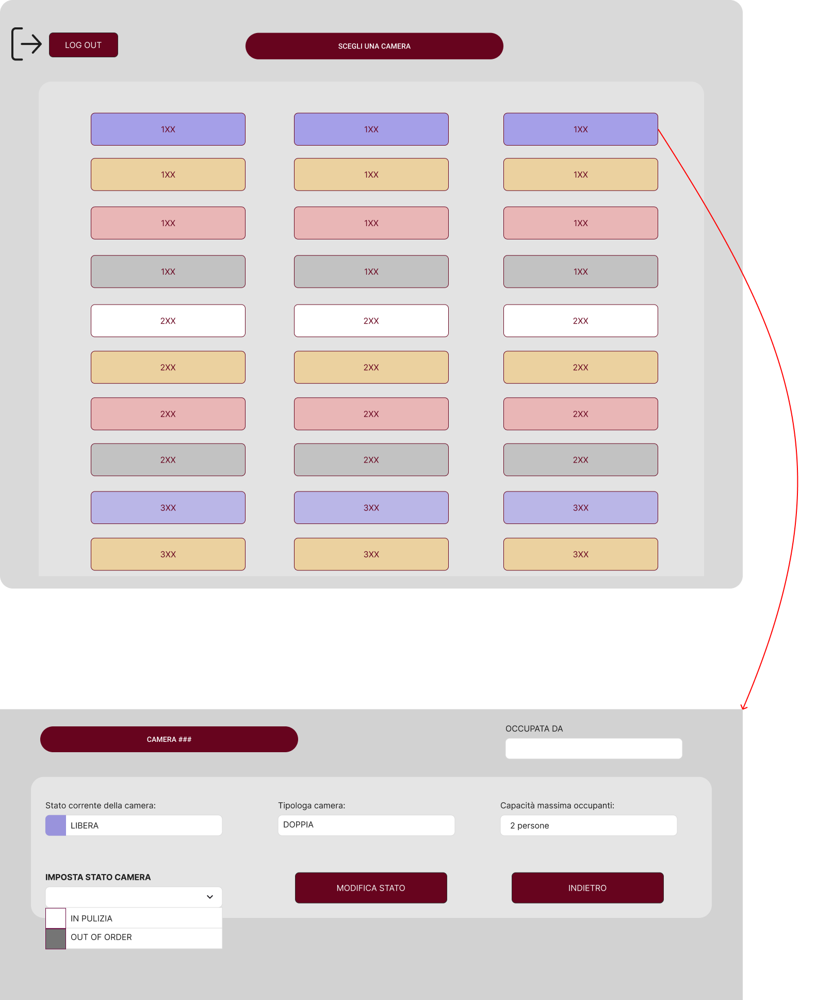 LOG OUT
SCEGLI UNA CAMERA
1XX 1XX 1XX
1XX 1XX 1XX
1XX 1XX 1XX
1XX 1XX 1XX
2XX 2XX 2XX
2XX 2XX 2XX
2XX 2XX 2XX
2XX 2XX 2XX
3XX 3XX 3XX
3XX 3XX 3XX
CAMERA ###
OCCUPATA DA
Stato corrente della camera:
LIBERA
Tipologa camera:
DOPPIA
Capacità massima occupanti:
2 persone
IMPOSTA STATO CAMERA
IN PULIZIA
OUT OF ORDER
MODIFICA STATO
INDIETRO